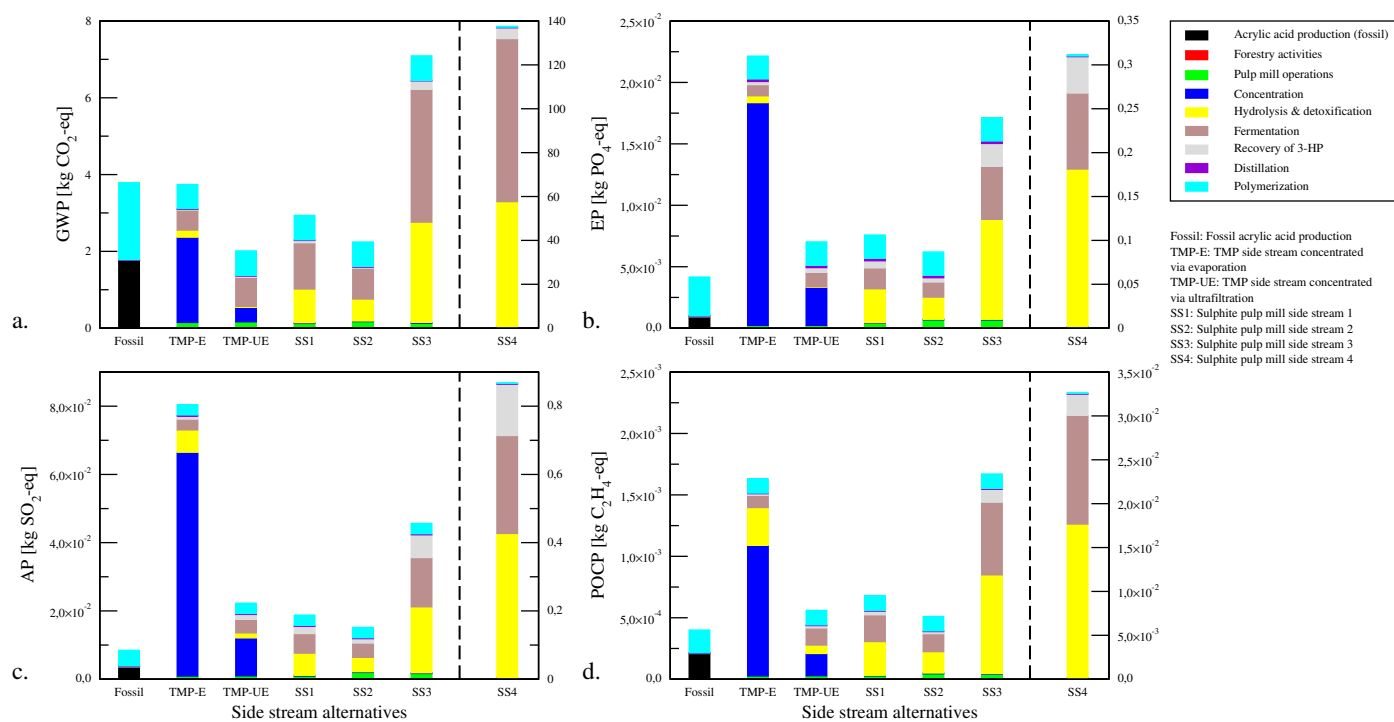 8
6
4
2
0
140
120
100
80
60
40
20
0
GWP [kg CO₂-eq]
a.
Fossil TMP-E TMP-UE SS1 SS2 SS3 SS4
2,5×10⁻²
2,0×10⁻²
1,5×10⁻²
1,0×10⁻²
5,0×10⁻³
0,0
0,35
0,3
0,25
0,2
0,15
0,1
0,05
0
EP [kg PO₄-eq]
b.
Fossil TMP-E TMP-UE SS1 SS2 SS3 SS4
Acrylic acid production (fossil)
Forestry activities
Pulp mill operations
Concentration
Hydrolysis & detoxification
Fermentation
Recovery of 3-HP
Distillation
Polymerization
Fossil: Fossil acrylic acid production
TMP-E: TMP side stream concentrated
via evaporation
TMP-UE: TMP side stream concentrated
via ultrafiltration
SS1: Sulphite pulp mill side stream 1
SS2: Sulphite pulp mill side stream 2
SS3: Sulphite pulp mill side stream 3
SS4: Sulphite pulp mill side stream 4
8,0×10⁻²
6,0×10⁻²
4,0×10⁻²
2,0×10⁻²
0,0
0,8
0,6
0,4
0,2
0
AP [kg SO₂-eq]
c.
Fossil TMP-E TMP-UE SS1 SS2 SS3 SS4
Side stream alternatives
2,5×10⁻³
2,0×10⁻³
1,5×10⁻³
1,0×10⁻³
5,0×10⁻⁴
0,0
3,5×10⁻²
3,0×10⁻²
2,5×10⁻²
2,0×10⁻²
1,5×10⁻²
1,0×10⁻²
5,0×10⁻³
0,0
POCP [kg C₂H₄-eq]
d.
Fossil TMP-E TMP-UE SS1 SS2 SS3 SS4
Side stream alternatives